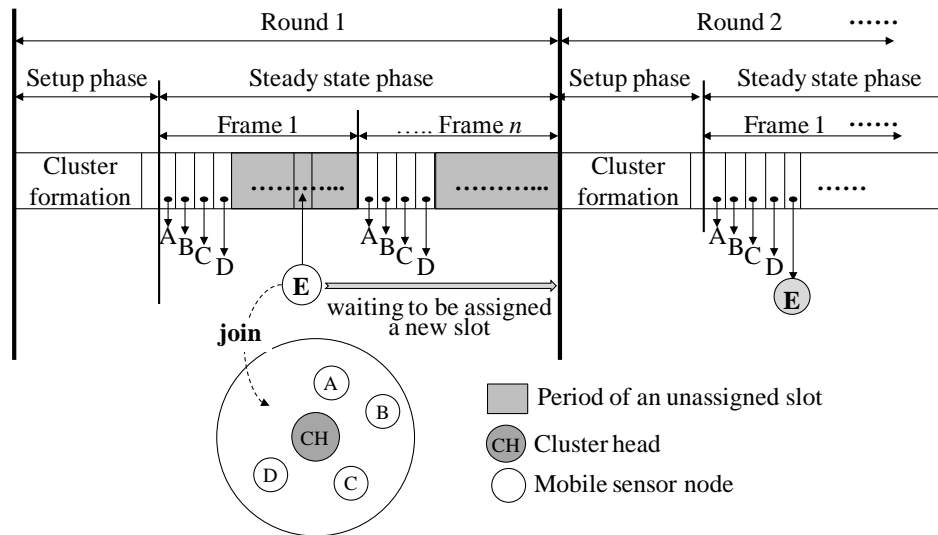 Round 1
Round 2 ......
Setup phase
Steady state phase
Setup phase
Steady state phase
Frame 1
..... Frame n
Frame 1 ......
Cluster
formation
............
............
Cluster
formation
......
A
B
C
D
A
B
C
D
A
B
C
D
E
E
waiting to be assigned
a new slot
join
A
B
CH
D
C
Period of an unassigned slot
CH Cluster head
Mobile sensor node